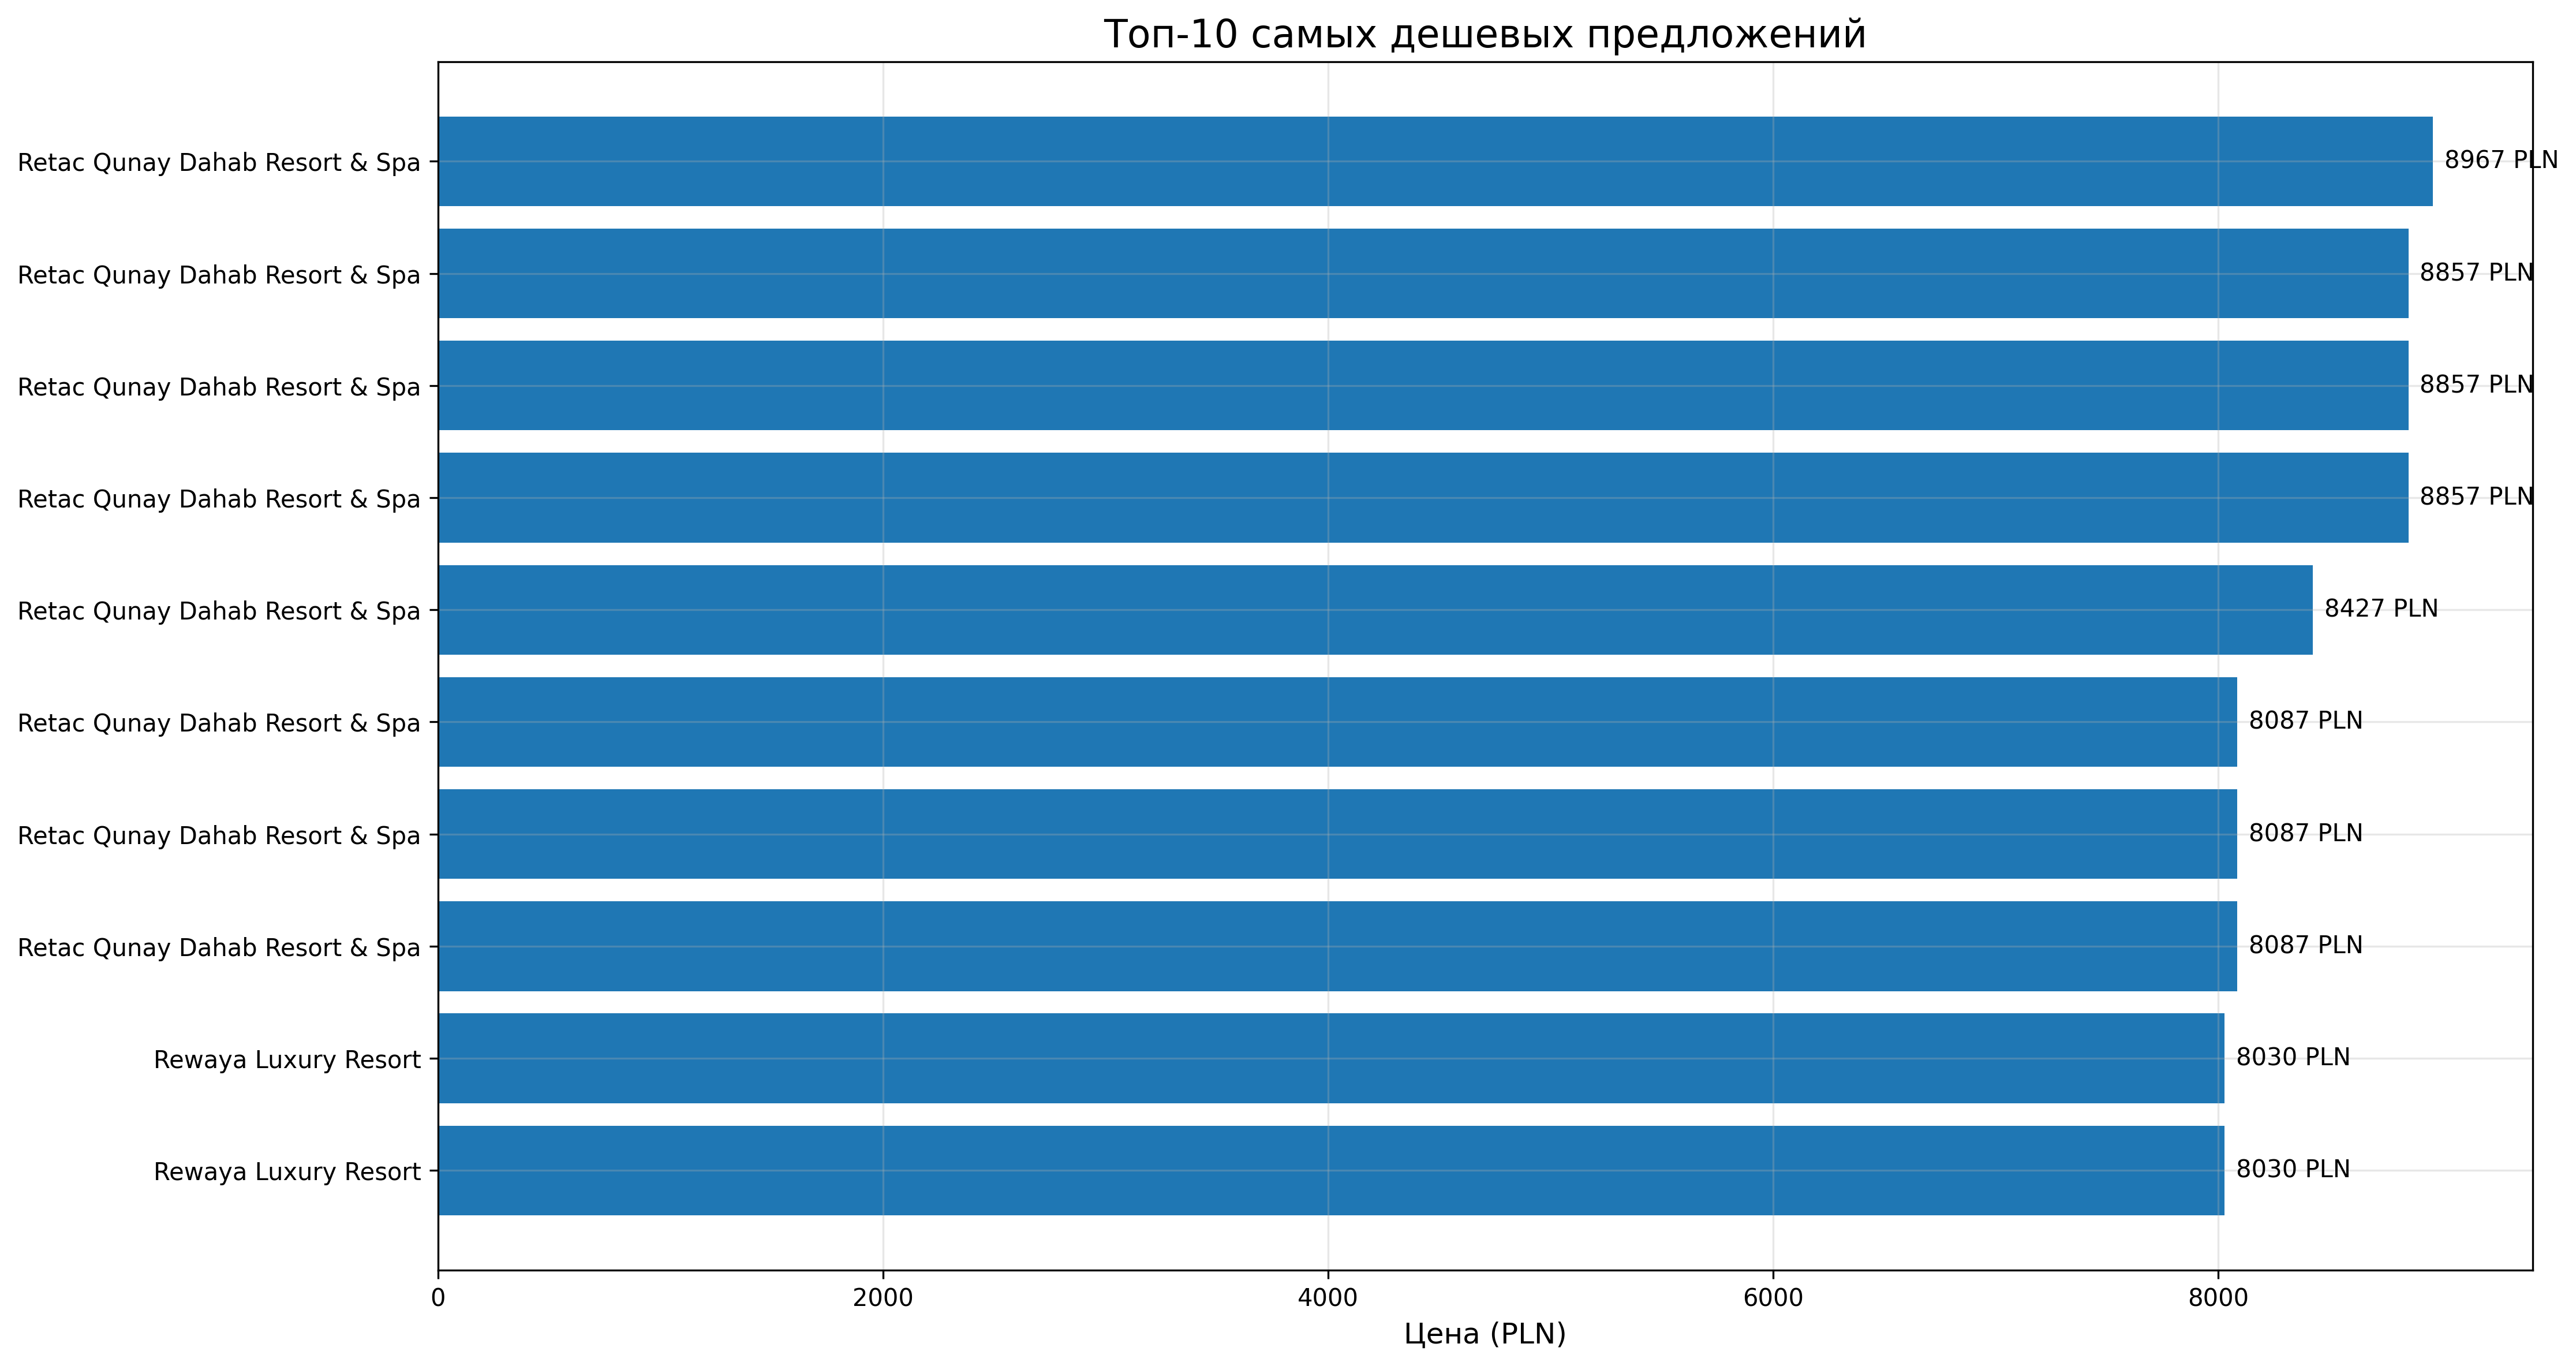 Топ-10 самых дешевых предложений
Retac Qunay Dahab Resort & Spa 8967 PLN
Retac Qunay Dahab Resort & Spa 8857 PLN
Retac Qunay Dahab Resort & Spa 8857 PLN
Retac Qunay Dahab Resort & Spa 8857 PLN
Retac Qunay Dahab Resort & Spa 8427 PLN
Retac Qunay Dahab Resort & Spa 8087 PLN
Retac Qunay Dahab Resort & Spa 8087 PLN
Retac Qunay Dahab Resort & Spa 8087 PLN
Rewaya Luxury Resort 8030 PLN
Rewaya Luxury Resort 8030 PLN
0 2000 4000 6000 8000
Цена (PLN)